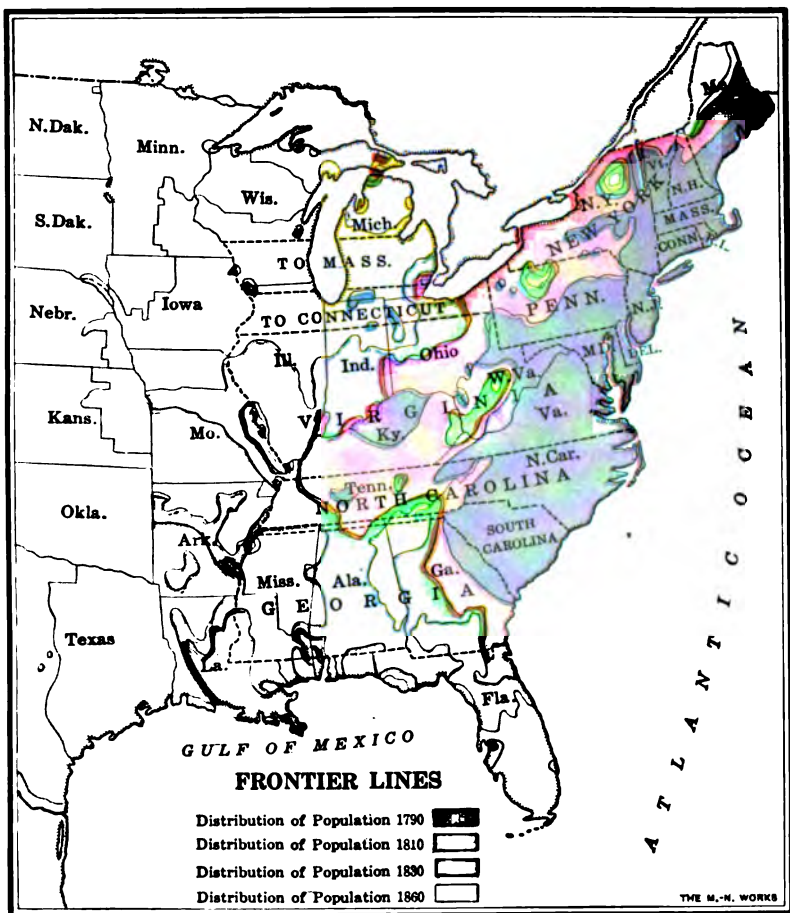 Me.
N.Dak.
Minn.
Vt.
N.H.
Wis.
N.Y.
NEW YORK
MASS.
S.Dak.
Mich.
CONN.
R.I.
TO MASS.
Nebr.
Iowa
PENN.
N.J.
TO CONNECTICUT
Ill.
Ind.
Ohio
MD.
DEL.
W.Va.
Kans.
Mo.
VIRGINIA
Ky.
Va.
N.Car.
Tenn.
NORTH CAROLINA
Okla.
Ark.
SOUTH
CAROLINA
Miss.
Ala.
Ga.
GEORGIA
Texas
La.
Fla.
ATLANTIC OCEAN
GULF OF MEXICO
FRONTIER LINES
Distribution of Population 1790
Distribution of Population 1810
Distribution of Population 1830
Distribution of Population 1860
THE M.-N. WORKS